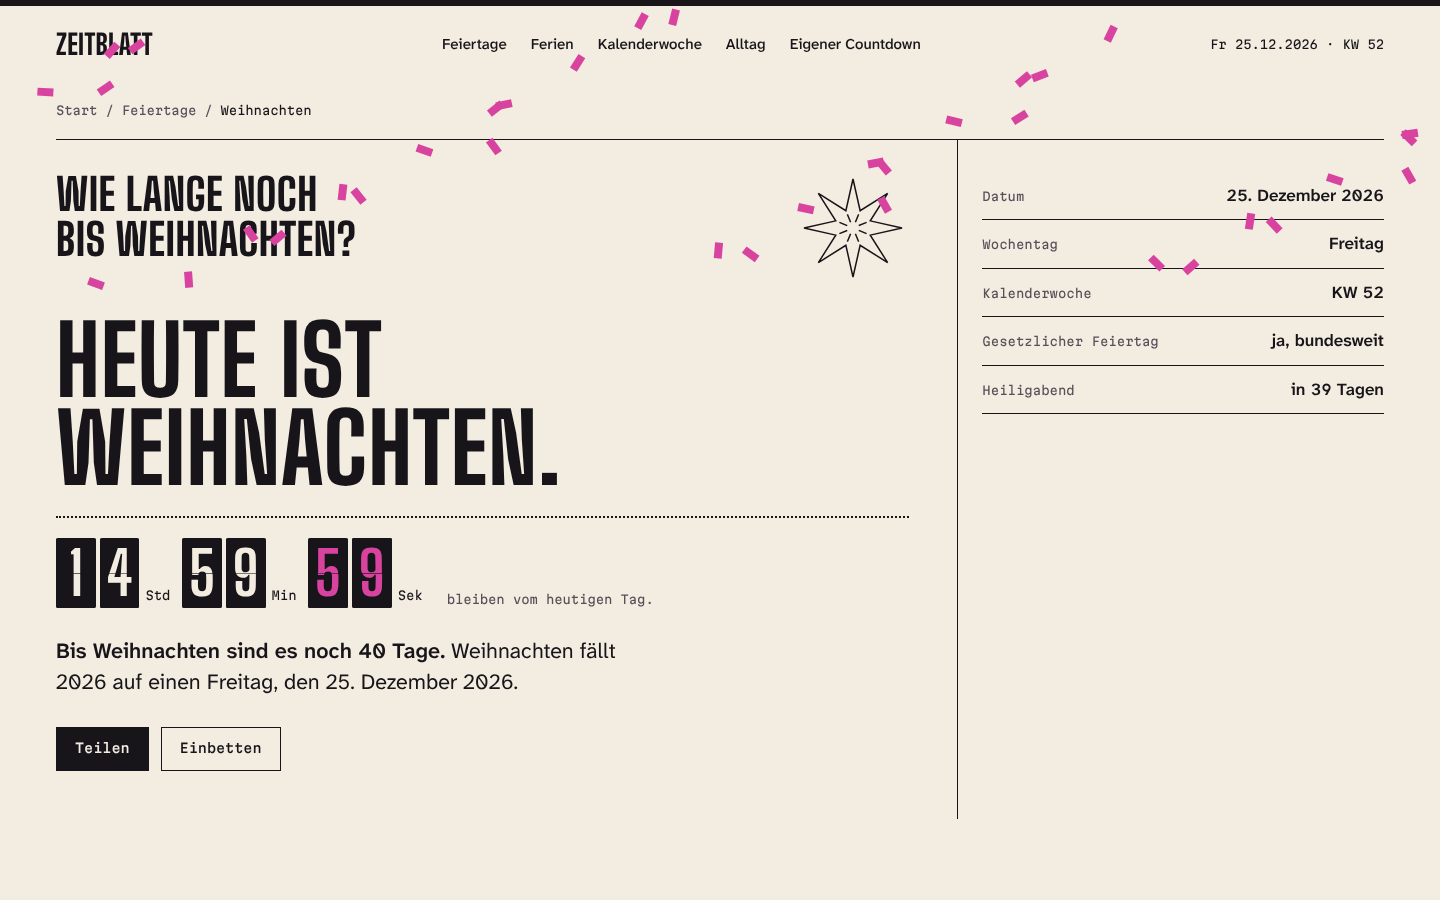 ZEITBLATT
Feiertage Ferien Kalenderwoche Alltag Eigener Countdown
Fr 25.12.2026 · KW 52
Start / Feiertage / Weihnachten
WIE LANGE NOCH
BIS WEIHNACHTEN?
HEUTE IST
WEIHNACHTEN.
14 Std 59 Min 59 Sek bleiben vom heutigen Tag.
Bis Weihnachten sind es noch 40 Tage. Weihnachten fällt
2026 auf einen Freitag, den 25. Dezember 2026.
Teilen Einbetten
Datum 25. Dezember 2026
Wochentag Freitag
Kalenderwoche KW 52
Gesetzlicher Feiertag ja, bundesweit
Heiligabend in 39 Tagen